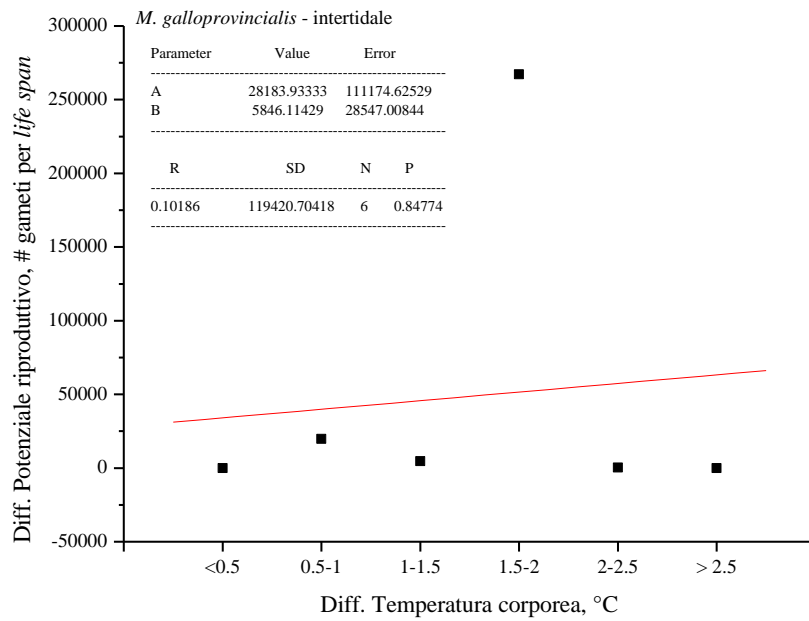 M. galloprovincialis - intertidale
Parameter Value Error
------------------------------------------------------------
A 28183.93333 111174.62529
B 5846.11429 28547.00844
------------------------------------------------------------
R SD N P
------------------------------------------------------------
0.10186 119420.70418 6 0.84774
------------------------------------------------------------
Diff. Potenziale riproduttivo, # gameti per life span
300000
250000
200000
150000
100000
50000
0
-50000
<0.5 0.5-1 1-1.5 1.5-2 2-2.5 > 2.5
Diff. Temperatura corporea, °C